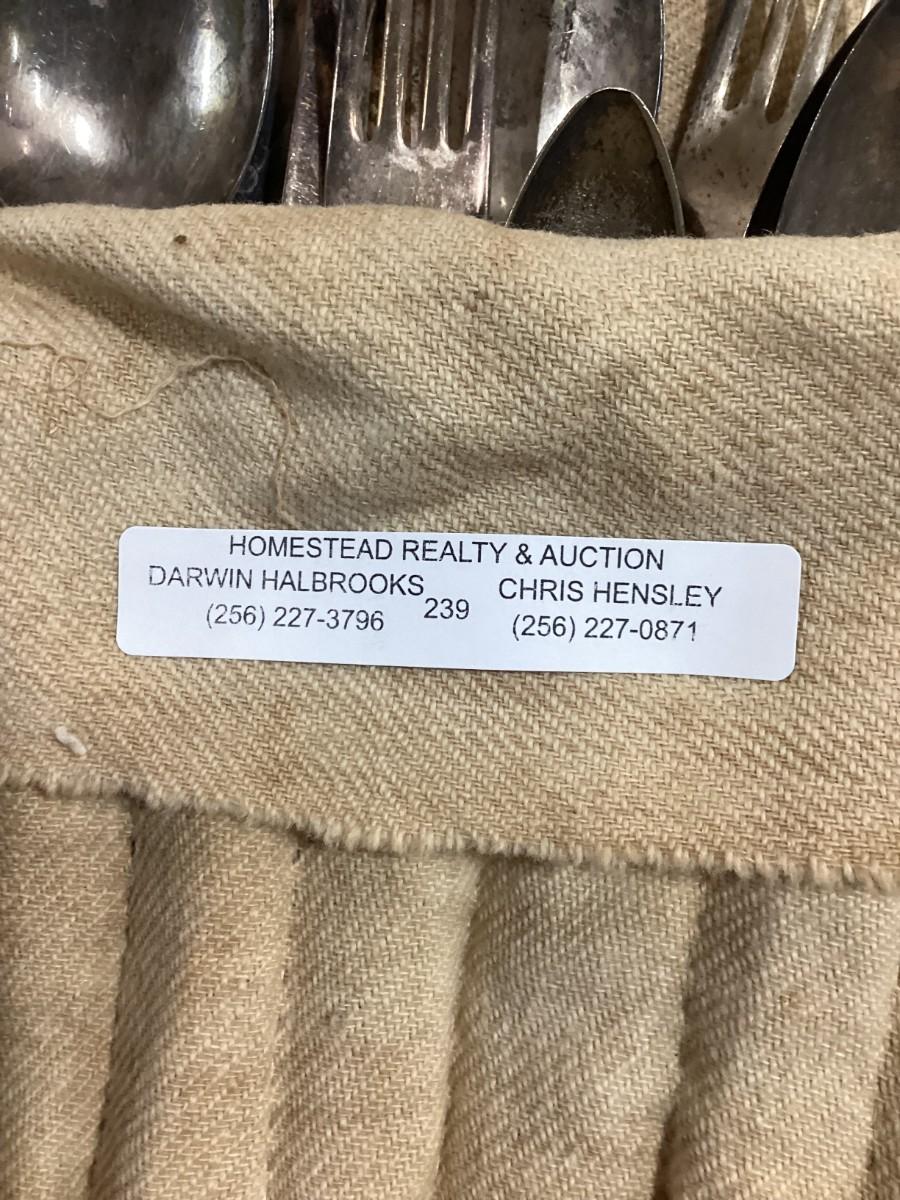 HOMESTEAD REALTY & AUCTION
DARWIN HALBROOKS 239 CHRIS HENSLEY
(256) 227-3796 (256) 227-0871